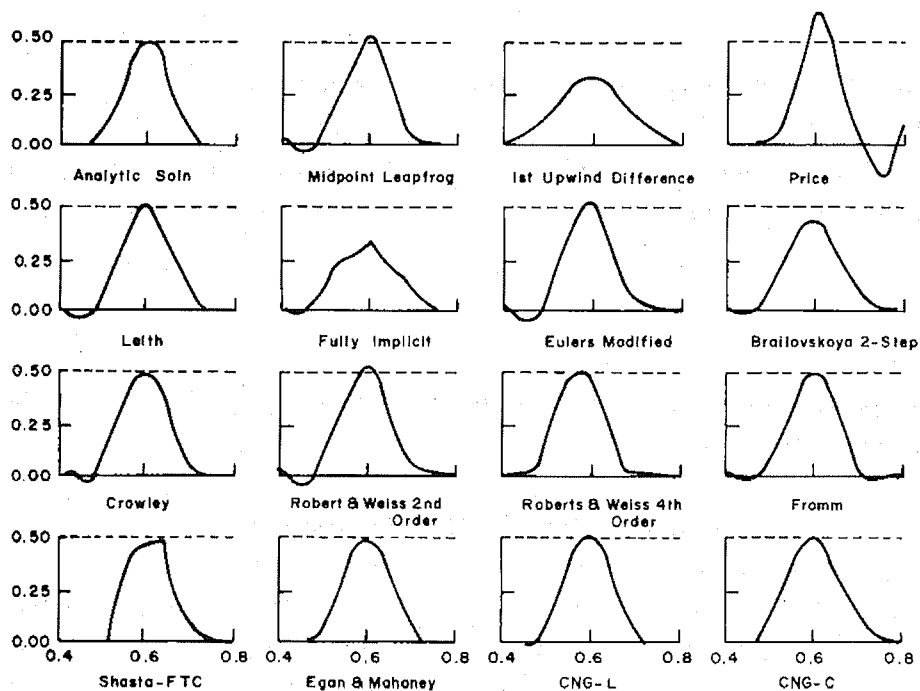 0.50
0.25
0.00
Analytic Soln
Midpoint Leapfrog
1st Upwind Difference
Price
0.50
0.25
0.00
Leith
Fully Implicit
Eulers Modified
Brailovskaya 2-Step
0.50
0.25
0.00
Crowley
Robert & Weiss 2nd
Order
Roberts & Weiss 4th
Order
Fromm
0.50
0.25
0.00
0.4 0.6 0.8
0.4 0.6 0.8
0.4 0.6 0.8
0.4 0.6 0.8
Shasta-FTC
Egan & Mahoney
CNG-L
CNG-C